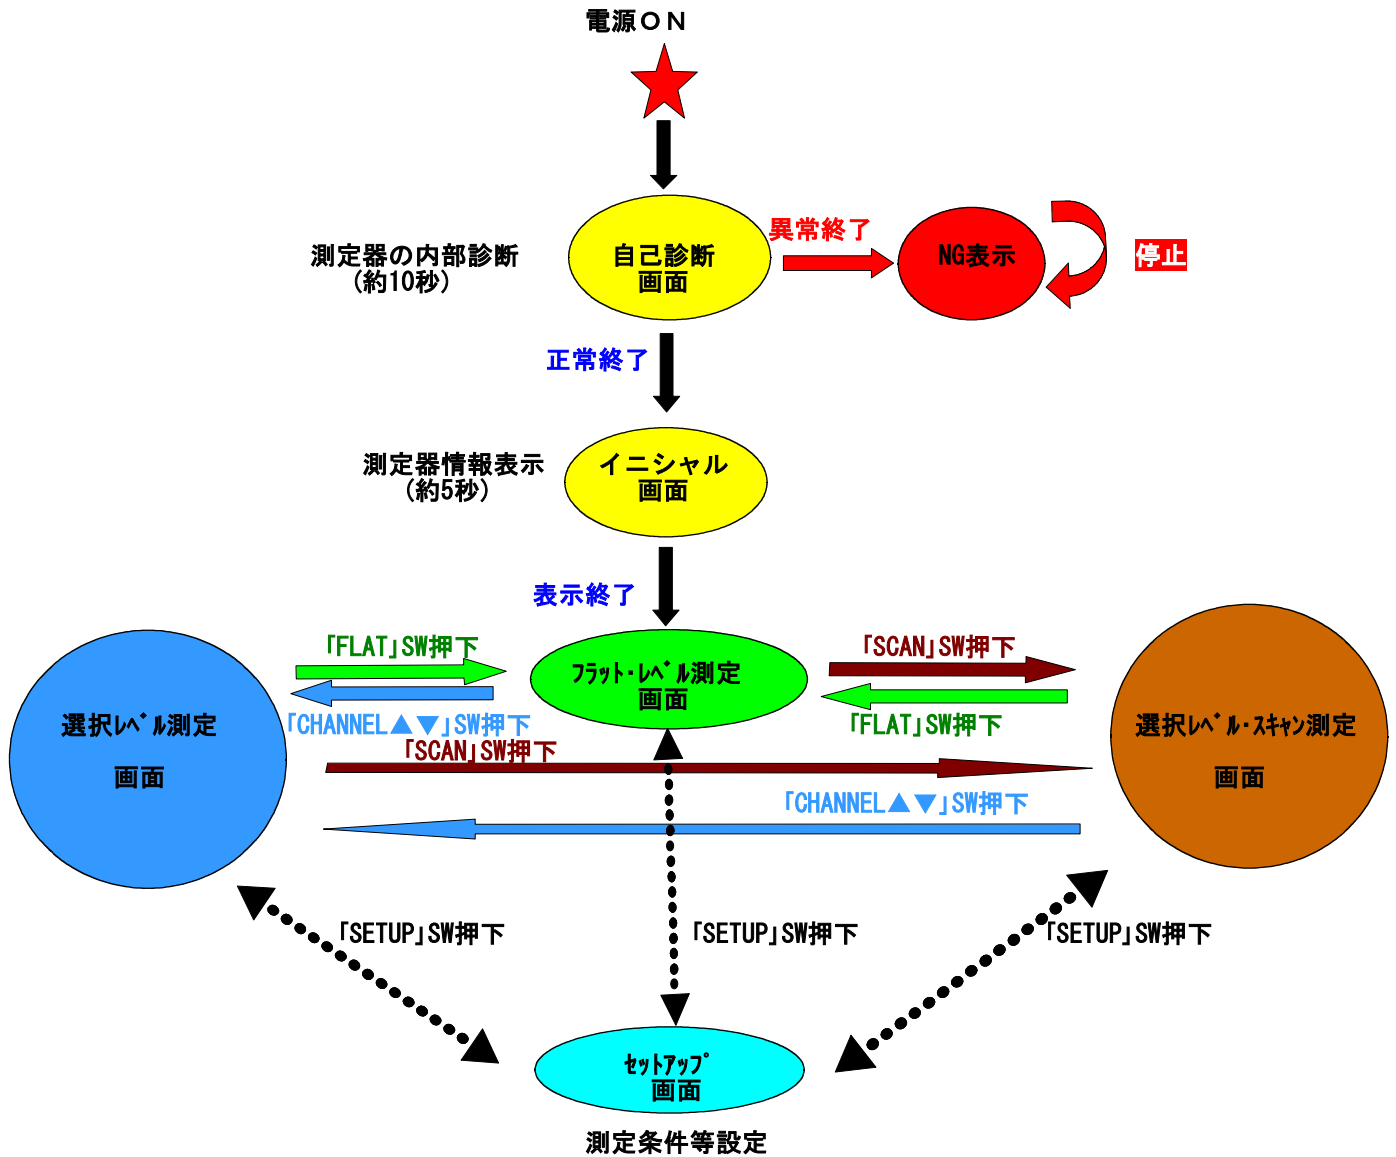 電源ON
測定器の内部診断
(約10秒)
自己診断
画面
異常終了
NG表示
停止
正常終了
測定器情報表示
(約5秒)
イニシャル
画面
表示終了
「FLAT」SW押下
フラット・レベル測定
画面
「SCAN」SW押下
「CHANNEL▲▼」SW押下
「FLAT」SW押下
選択レベル測定
画面
「SCAN」SW押下
選択レベル・スキャン測定
画面
「CHANNEL▲▼」SW押下
「SETUP」SW押下
「SETUP」SW押下
「SETUP」SW押下
セットアップ
画面
測定条件等設定